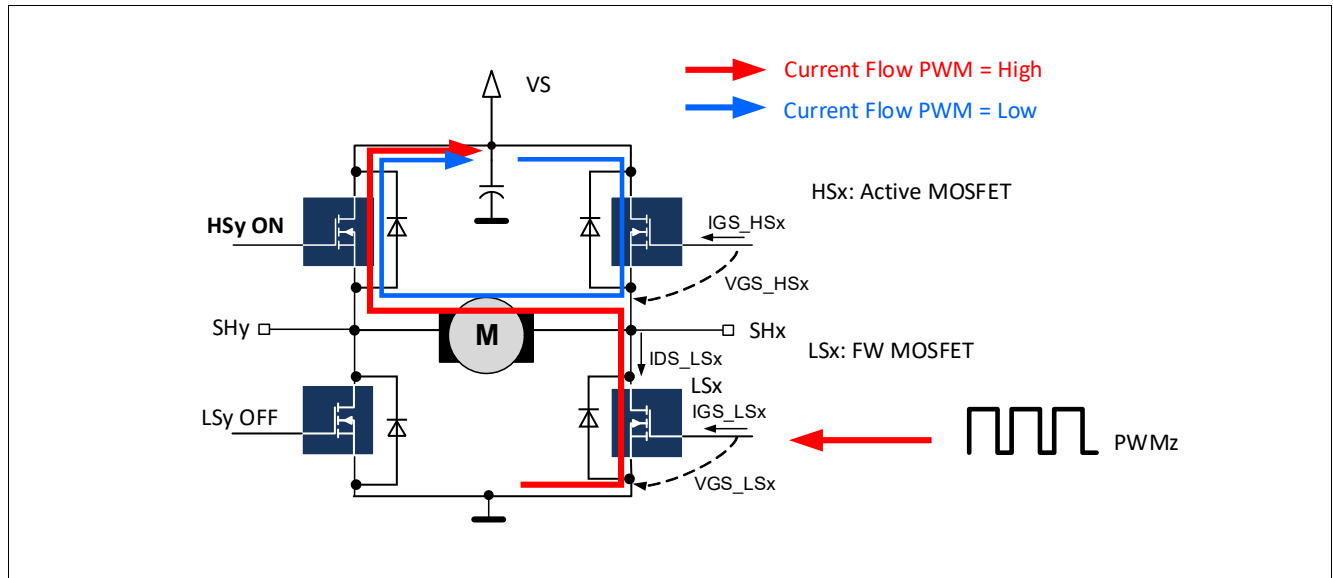 Current Flow PWM = High
VS
Current Flow PWM = Low
HSx: Active MOSFET
HSy ON
IGS_HSx
VGS_HSx
SHy
M
SHx
LSx: FW MOSFET
IDS_LSx
LSx
LSy OFF
IGS_LSx
PWMz
VGS_LSx